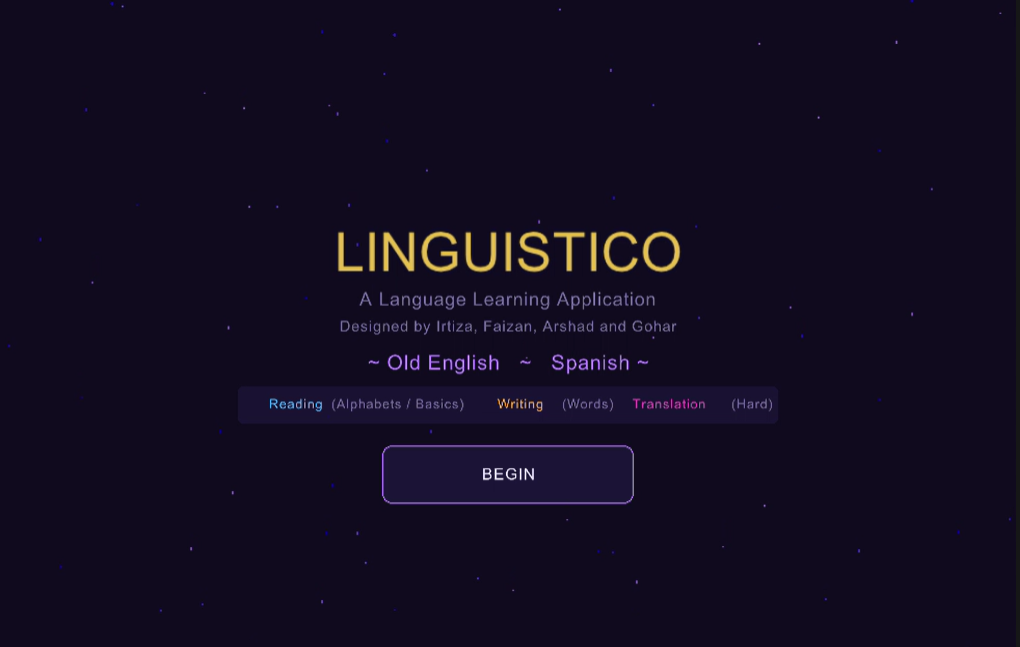 LINGUISTICO
A Language Learning Application
Designed by Irtiza, Faizan, Arshad and Gohar
~ Old English ~ Spanish ~
Reading (Alphabets / Basics) Writing (Words) Translation (Hard)
BEGIN